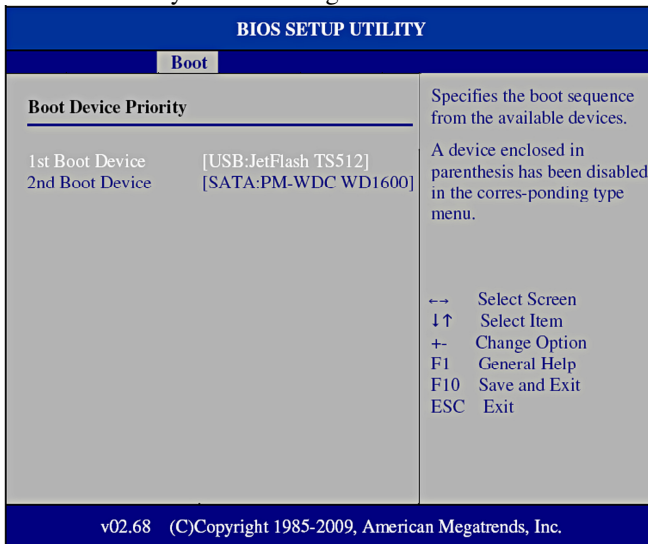 BIOS SETUP UTILITY
Boot
Boot Device Priority
1st Boot Device [USB:JetFlash TS512]
2nd Boot Device [SATA:PM-WDC WD1600]
Specifies the boot sequence
from the available devices.
A device enclosed in
parenthesis has been disabled
in the corres-ponding type
menu.
←→ Select Screen
↓↑ Select Item
+- Change Option
F1 General Help
F10 Save and Exit
ESC Exit
v02.68 (C)Copyright 1985-2009, American Megatrends, Inc.